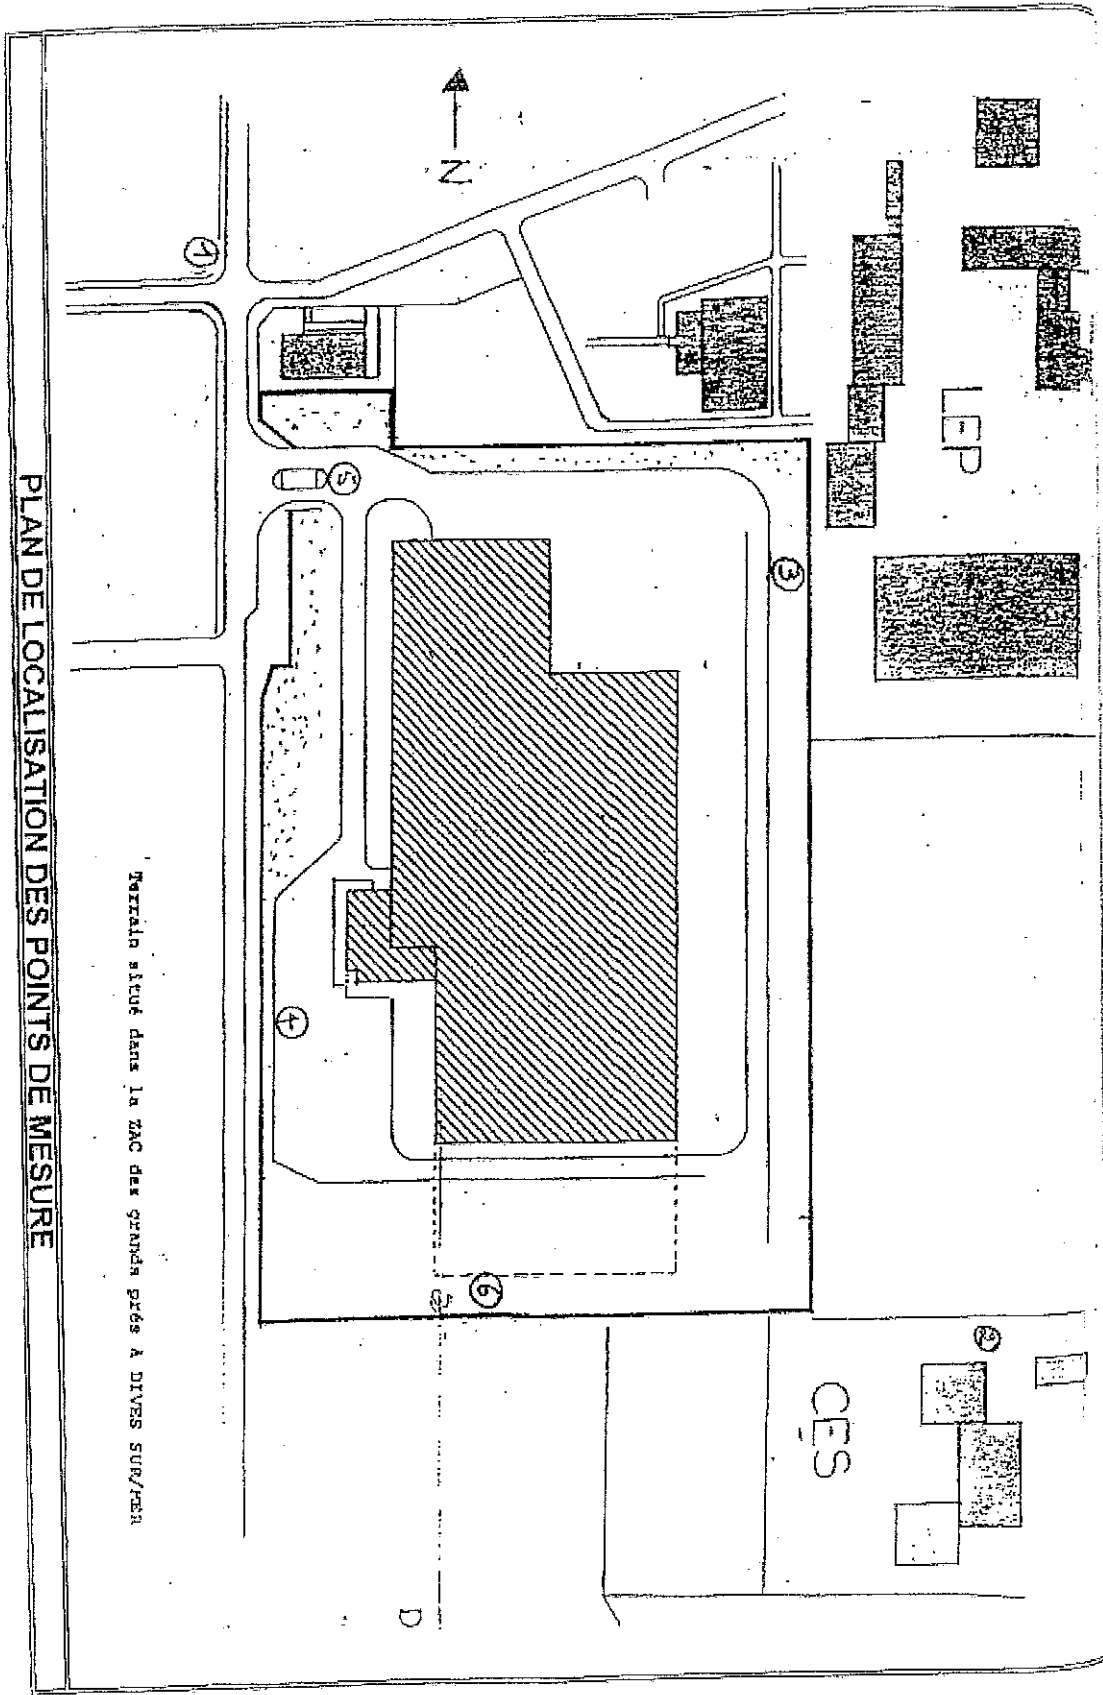 N
LEP
1
5
3
4
6
2
CES
D
Terrain situé dans la ZAC des grands prés A DIVES SUR/MER
PLAN DE LOCALISATION DES POINTS DE MESURE